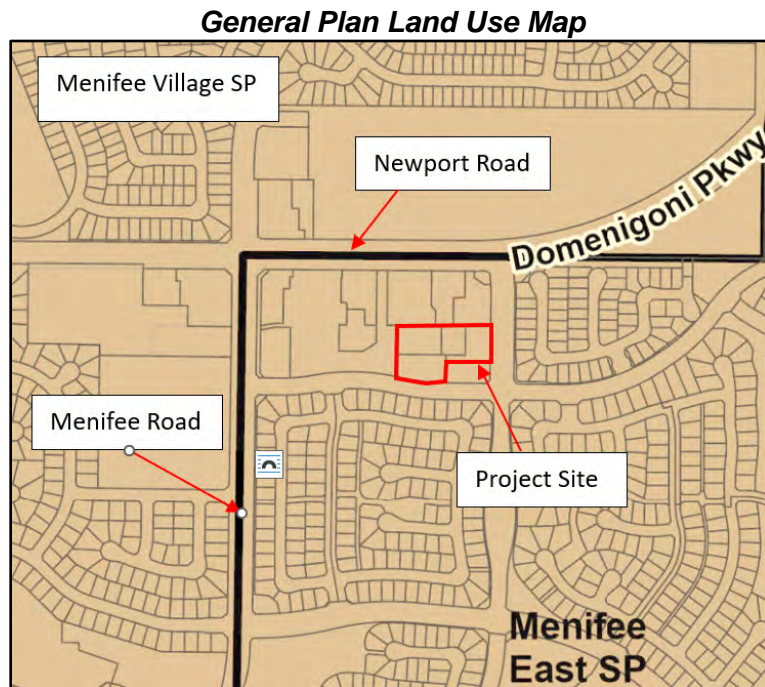 General Plan Land Use Map
Menifee Village SP
Newport Road
Domenigoni Pkwy
Menifee Road
Project Site
Menifee
East SP